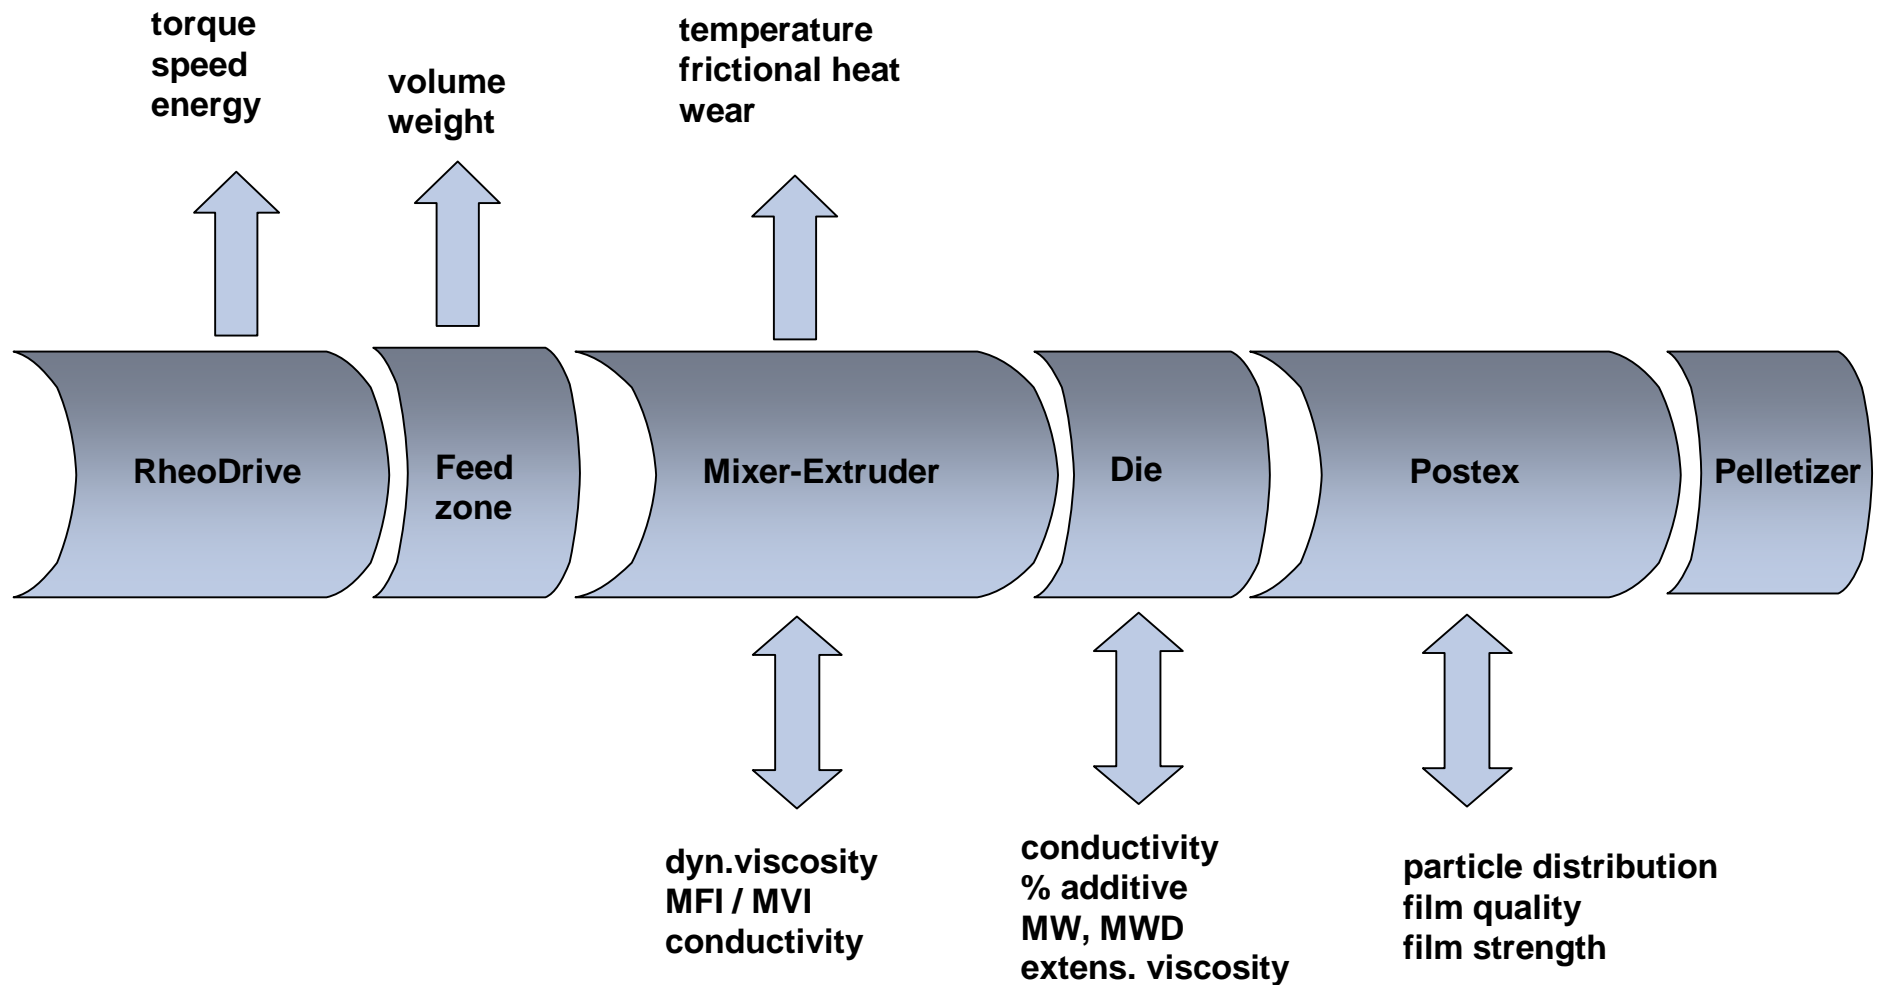 torque
speed
energy
volume
weight
temperature
frictional heat
wear
RheoDrive
Feed
zone
Mixer-Extruder
Die
Postex
Pelletizer
dyn.viscosity
MFI / MVI
conductivity
conductivity
% additive
MW, MWD
extens. viscosity
particle distribution
film quality
film strength